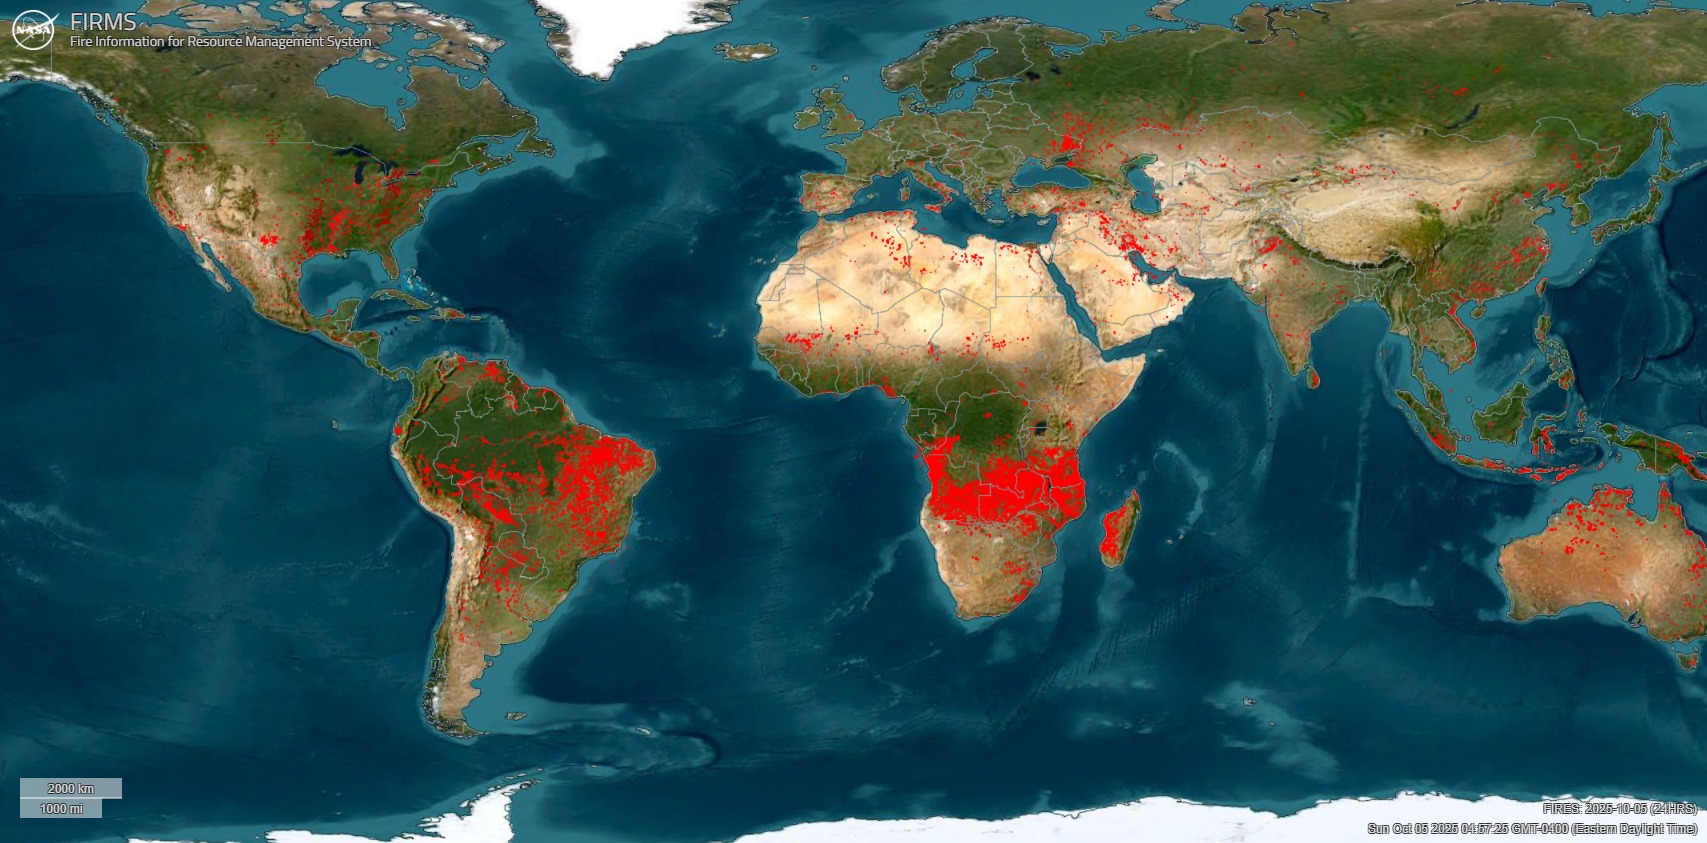 NASA
FIRMS
Fire Information for Resource Management System
2000 km
1000 mi
FIRES: 2025-10-05 (24HRS)
Sun Oct 05 2025 04:57:25 GMT-0400 (Eastern Daylight Time)